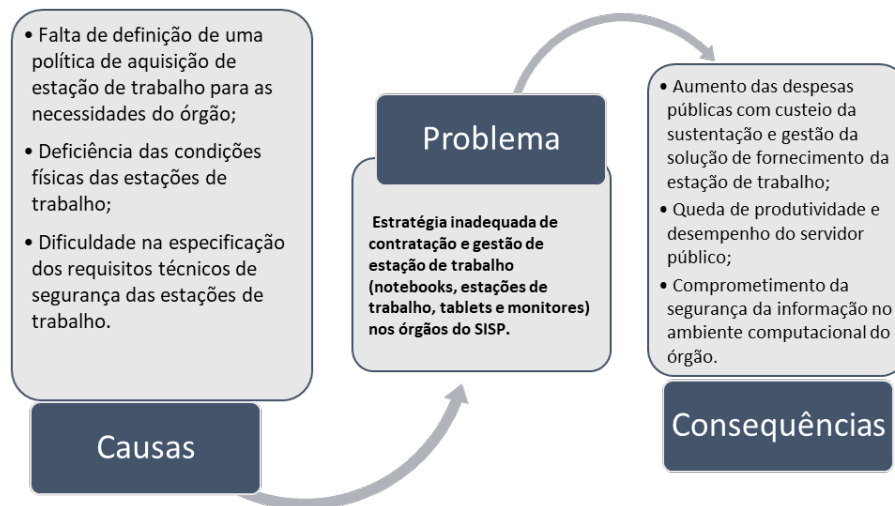 • Falta de definição de uma
política de aquisição de
estação de trabalho para as
necessidades do órgão;
• Deficiência das condições
físicas das estações de
trabalho;
• Dificuldade na especificação
dos requisitos técnicos de
segurança das estações de
trabalho.
Causas
Problema
Estratégia inadequada de
contratação e gestão de
estação de trabalho
(notebooks, estações de
trabalho, tablets e monitores)
nos órgãos do SISP.
• Aumento das despesas
públicas com custeio da
sustentação e gestão da
solução de fornecimento da
estação de trabalho;
• Queda de produtividade e
desempenho do servidor
público;
• Comprometimento da
segurança da informação no
ambiente computacional do
órgão.
Consequências